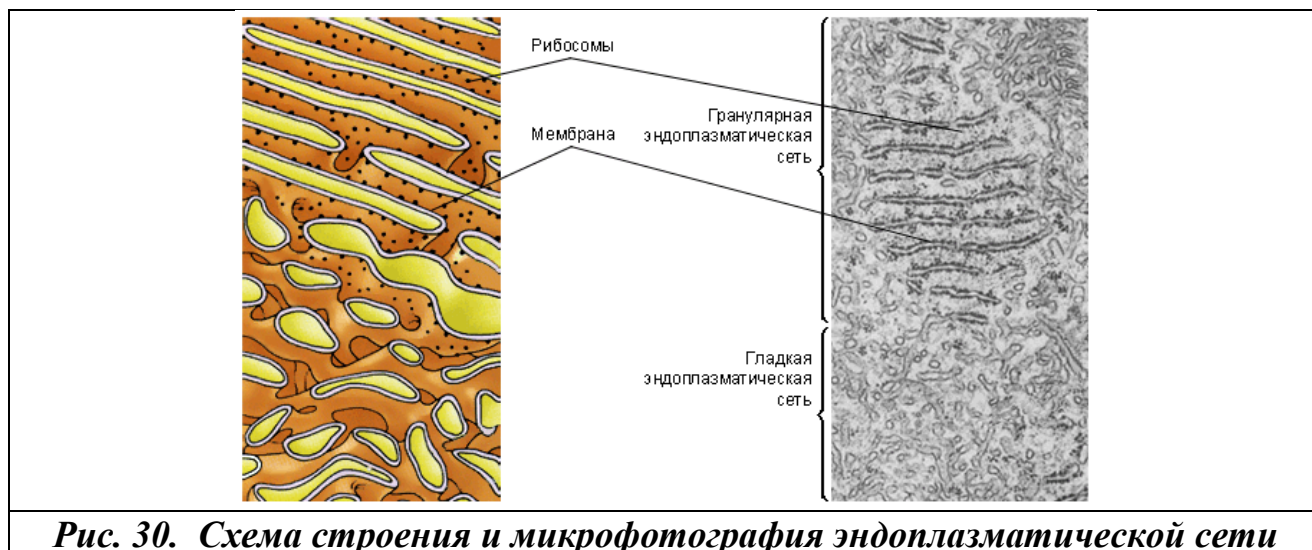 Рибосомы
Гранулярная
эндоплазматическая
сеть
Мембрана
Гладкая
эндоплазматическая
сеть
Рис. 30. Схема строения и микрофотография эндоплазматической сети